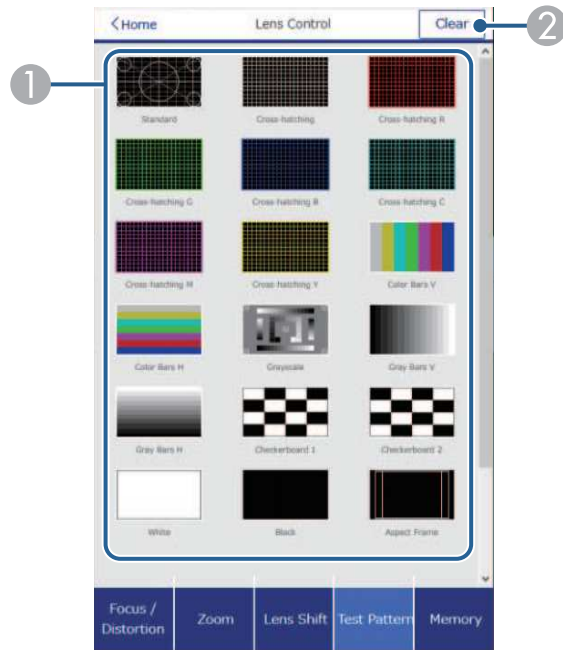 Home
Lens Control
Clear
2
1
Standard
Cross-hatching
Cross-hatching R
Cross-hatching G
Cross-hatching B
Cross-hatching C
Cross-hatching M
Cross-hatching Y
Color Bars V
Color Bars H
Grayscale
Gray Bars V
Gray Bars H
Checkerboard 1
Checkerboard 2
White
Black
Aspect Frame
Focus /
Distortion
Zoom
Lens Shift
Test Pattern
Memory